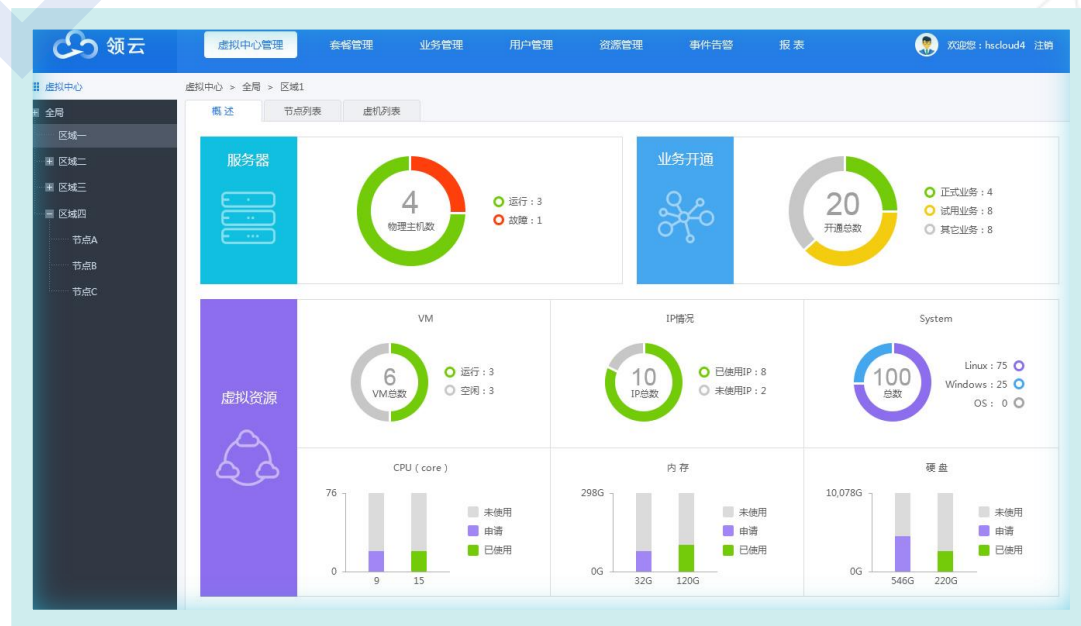 领云
虚拟中心管理 套餐管理 业务管理 用户管理 资源管理 事件告警 报表
欢迎您：hscloud4 注销
虚拟中心
虚拟中心 > 全局 > 区域1
全局
区域一
区域二
区域三
区域四
节点A
节点B
节点C
概述 节点列表 虚机列表
服务器
4
物理主机数
运行：3
故障：1
业务开通
20
开通总数
正式业务：4
试用业务：8
其它业务：8
虚拟资源
VM
6
VM总数
运行：3
空闲：3
IP情况
10
IP总数
已使用IP：8
未使用IP：2
System
100
总数
Linux：75
Windows：25
OS： 0
CPU ( core )
76
0
9 15
未使用
申请
已使用
内存
298G
0G
32G 120G
未使用
申请
已使用
硬盘
10,078G
0G
546G 220G
未使用
申请
已使用